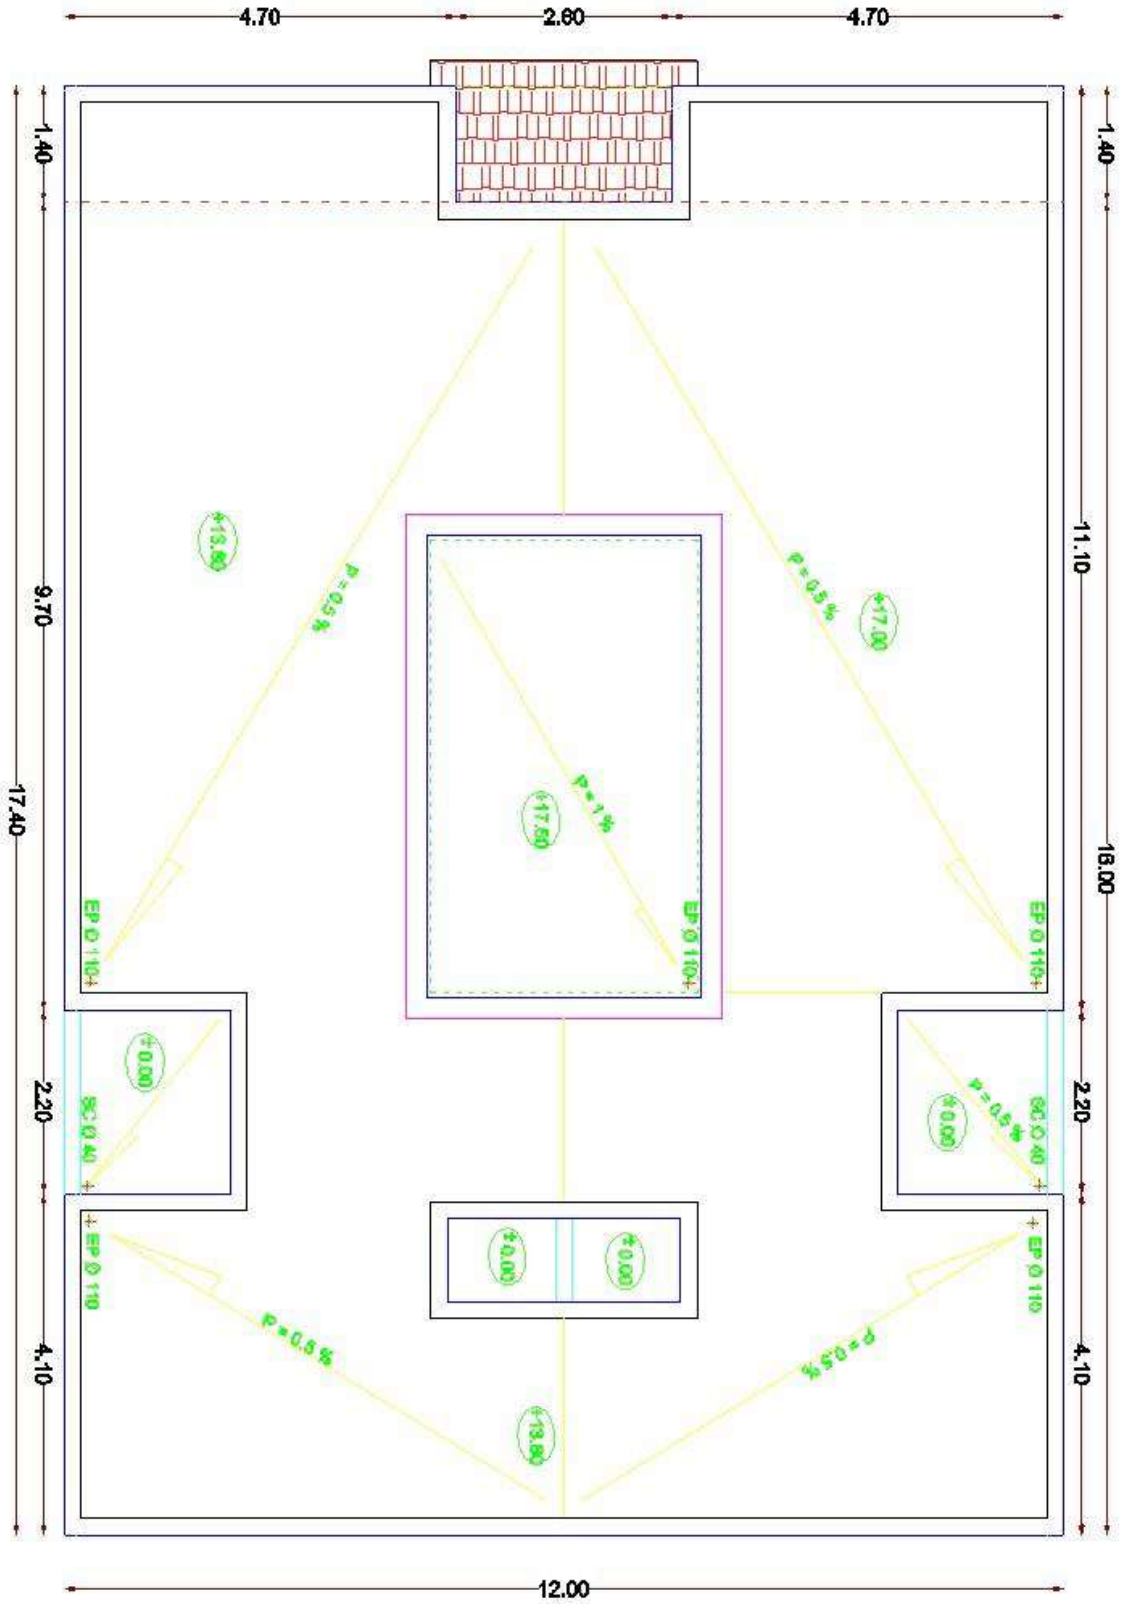 4.70
2.60
4.70
1.40
1.40
11.10
+13.80
P = 0.5 %
P = 0.5 %
+17.00
9.70
17.40
P = 1 %
+17.50
16.00
EP Ø 110
EP Ø 110
EP Ø 110
± 0.00
2.20
SC Ø 40
± 0.00
P = 0.5 %
SC Ø 40
2.20
EP Ø 110
± 0.00
± 0.00
EP Ø 110
P = 0.5 %
P = 0.5 %
4.10
4.10
+13.80
12.00